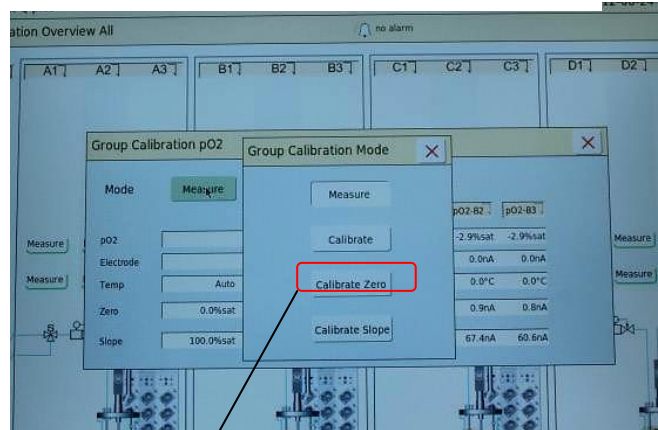 ation Overview All
no alarm
A1 A2 A3 B1 B2 B3 C1 C2 C3 D1 D2
Group Calibration pO2
Group Calibration Mode
Mode Measure
Measure
pO2-B2 pO2-B3
pO2
Calibrate
-2.9%sat -2.9%sat
Measure
Measure
Electrode
0.0nA 0.0nA
Measure
Temp Auto
Calibrate Zero
0.0°C 0.0°C
Measure
Zero 0.0%sat
0.9nA 0.8nA
Slope 100.0%sat
Calibrate Slope
67.4nA 60.6nA